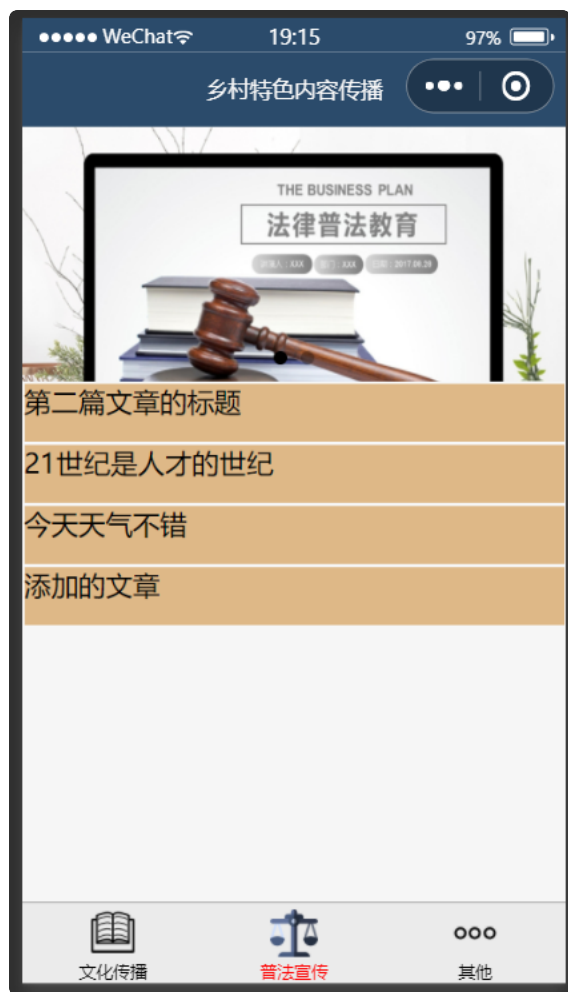 WeChat 19:15 97%
乡村特色内容传播
THE BUSINESS PLAN
法律普法教育
第二篇文章的标题
21世纪是人才的世纪
今天天气不错
添加的文章
文化传播 普法宣传 其他